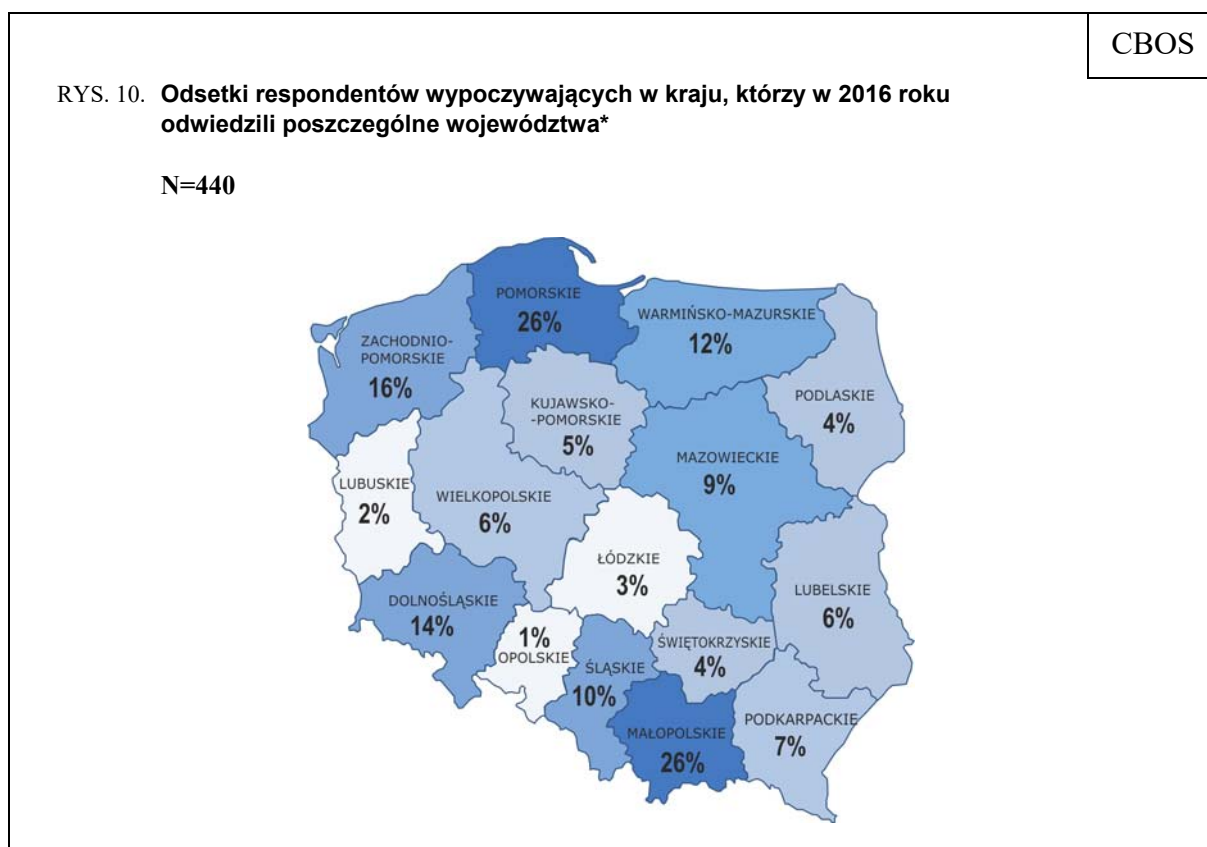 CBOS
RYS. 10. Odsetki respondentów wypoczywających w kraju, którzy w 2016 roku
odwiedzili poszczególne województwa*
N=440
POMORSKIE
26%
WARMIŃSKO-MAZURSKIE
12%
ZACHODNIO-
POMORSKIE
16%
PODLASKIE
4%
KUJAWSKO-
-POMORSKIE
5%
MAZOWIECKIE
9%
LUBUSKIE
2%
WIELKOPOLSKIE
6%
ŁÓDZKIE
3%
LUBELSKIE
6%
DOLNOŚLĄSKIE
14%
1%
OPOLSKIE
ŚLĄSKIE
10%
ŚWIĘTOKRZYSKIE
4%
MAŁOPOLSKIE
26%
PODKARPACKIE
7%